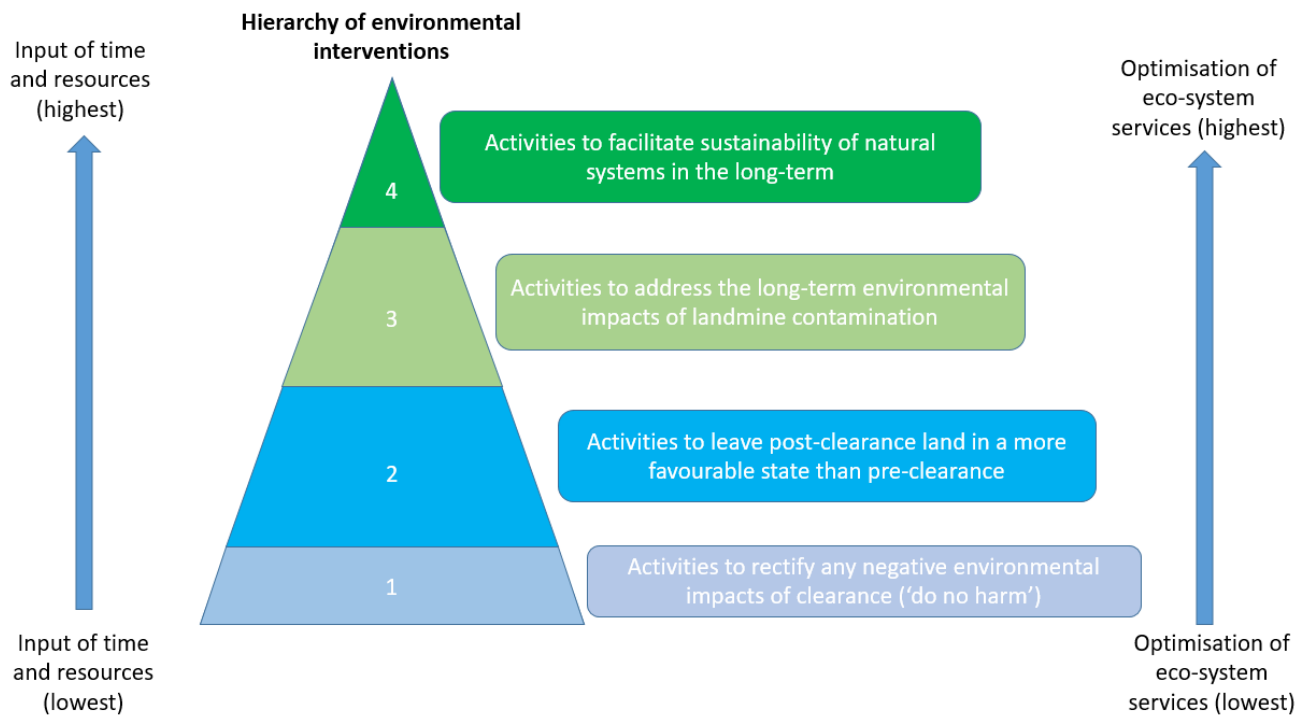 Hierarchy of environmental
interventions
Input of time
and resources
(highest)
Optimisation of
eco-system
services (highest)
4
Activities to facilitate sustainability of natural
systems in the long-term
3
Activities to address the long-term environmental
impacts of landmine contamination
2
Activities to leave post-clearance land in a more
favourable state than pre-clearance
1
Activities to rectify any negative environmental
impacts of clearance (‘do no harm’)
Input of time
and resources
(lowest)
Optimisation of
eco-system
services (lowest)